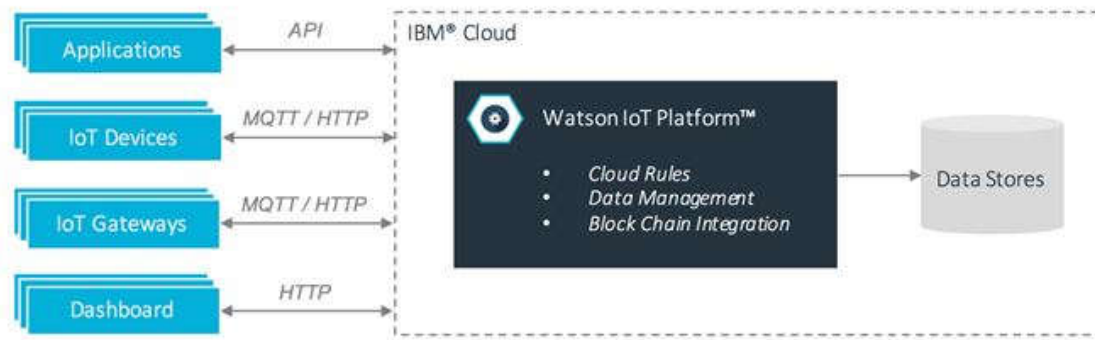 Applications
API
IBM® Cloud
IoT Devices
MQTT / HTTP
IoT Gateways
MQTT / HTTP
Dashboard
HTTP
Watson IoT Platform™
• Cloud Rules
• Data Management
• Block Chain Integration
Data Stores